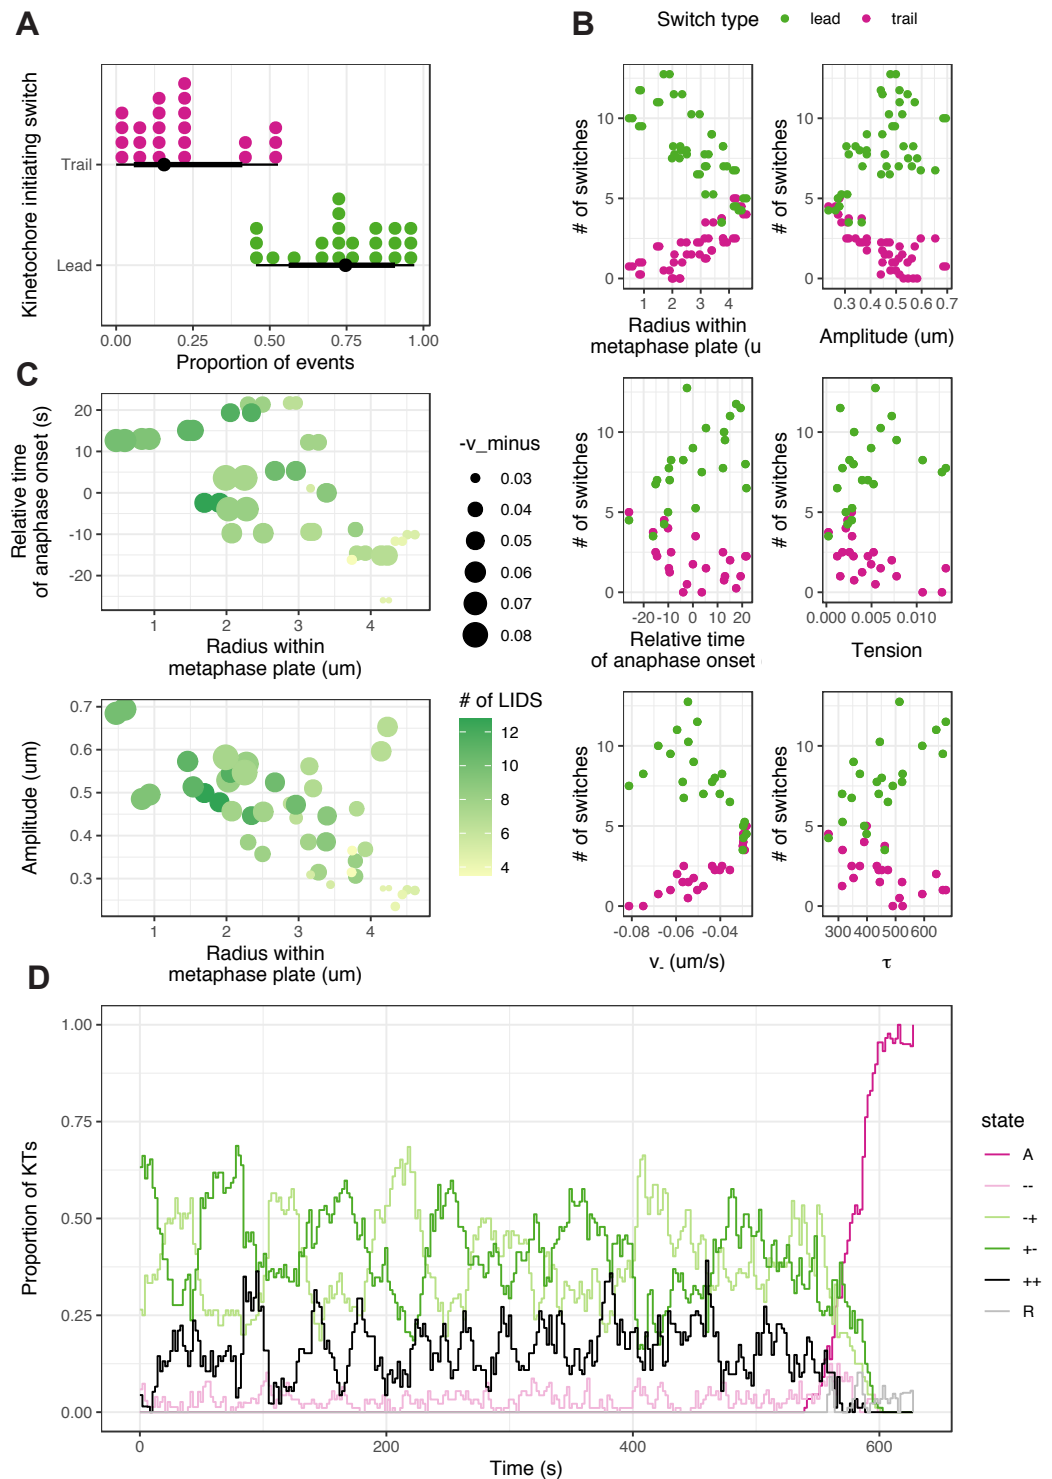 A
Kinetochore initiating switch
Trail
Lead
0.00 0.25 0.50 0.75 1.00
Proportion of events
B
Switch type lead trail
# of switches
10
5
0
1 2 3 4
Radius within
metaphase plate (u
# of switches
10
5
0
0.3 0.4 0.5 0.6 0.7
Amplitude (um)
# of switches
10
5
0
-20 -10 0 10 20
Relative time
of anaphase onset
# of switches
10
5
0
0.000 0.005 0.010
Tension
# of switches
10
5
0
-0.08 -0.06 -0.04
v- (um/s)
# of switches
10
5
0
300 400 500 600
τ
C
Relative time
of anaphase onset (s)
20
10
0
-10
-20
1 2 3 4
Radius within
metaphase plate (um)
-v_minus
0.03
0.04
0.05
0.06
0.07
0.08
# of LIDS
12
10
8
6
4
Amplitude (um)
0.7
0.6
0.5
0.4
0.3
1 2 3 4
Radius within
metaphase plate (um)
D
Proportion of KTs
1.00
0.75
0.50
0.25
0.00
0 200 400 600
Time (s)
state
A
--
-+
+-
++
R